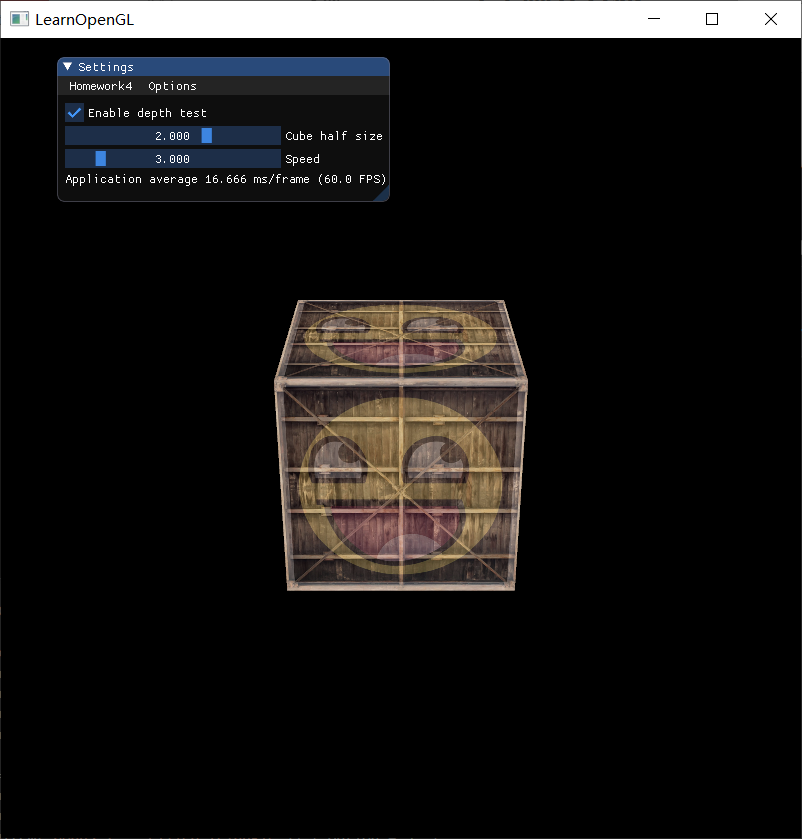 LearnOpenGL
Settings
Homework4 Options
Enable depth test
2.000 Cube half size
3.000 Speed
Application average 16.666 ms/frame (60.0 FPS)